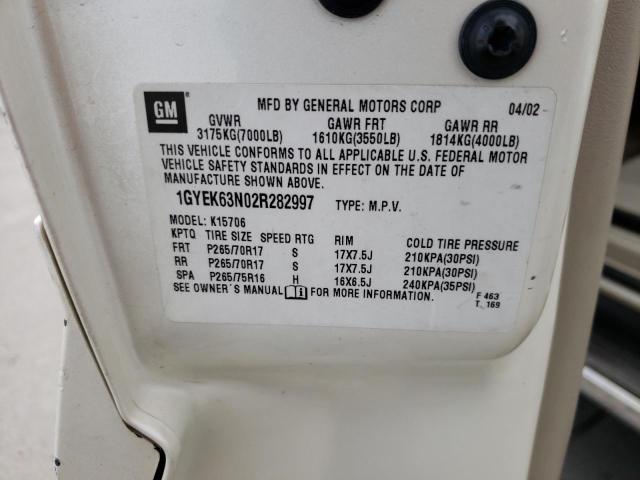 GM
MFD BY GENERAL MOTORS CORP 04/02
GVWR GAWR FRT GAWR RR
3175KG(7000LB) 1610KG(3550LB) 1814KG(4000LB)
THIS VEHICLE CONFORMS TO ALL APPLICABLE U.S. FEDERAL MOTOR
VEHICLE SAFETY STANDARDS IN EFFECT ON THE DATE OF
MANUFACTURE SHOWN ABOVE.
1GYEK63N02R282997 TYPE: M.P.V.
MODEL: K15706
KPTQ TIRE SIZE SPEED RTG RIM COLD TIRE PRESSURE
FRT P265/70R17 S 17X7.5J 210KPA(30PSI)
RR P265/70R17 S 17X7.5J 210KPA(30PSI)
SPA P265/75R16 H 16X6.5J 240KPA(35PSI)
SEE OWNER'S MANUAL FOR MORE INFORMATION.
F 463
T 169